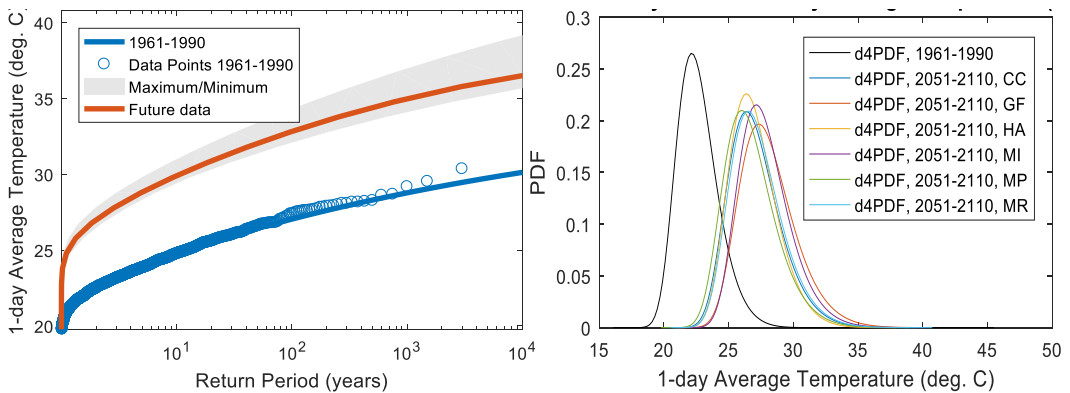 1-day Average Temperature (deg. C)
40
35
30
25
20
1961-1990
Data Points 1961-1990
Maximum/Minimum
Future data
10^1
10^2
10^3
10^4
Return Period (years)
PDF
0.3
0.25
0.2
0.15
0.1
0.05
0
d4PDF, 1961-1990
d4PDF, 2051-2110, CC
d4PDF, 2051-2110, GF
d4PDF, 2051-2110, HA
d4PDF, 2051-2110, MI
d4PDF, 2051-2110, MP
d4PDF, 2051-2110, MR
15 20 25 30 35 40 45 50
1-day Average Temperature (deg. C)